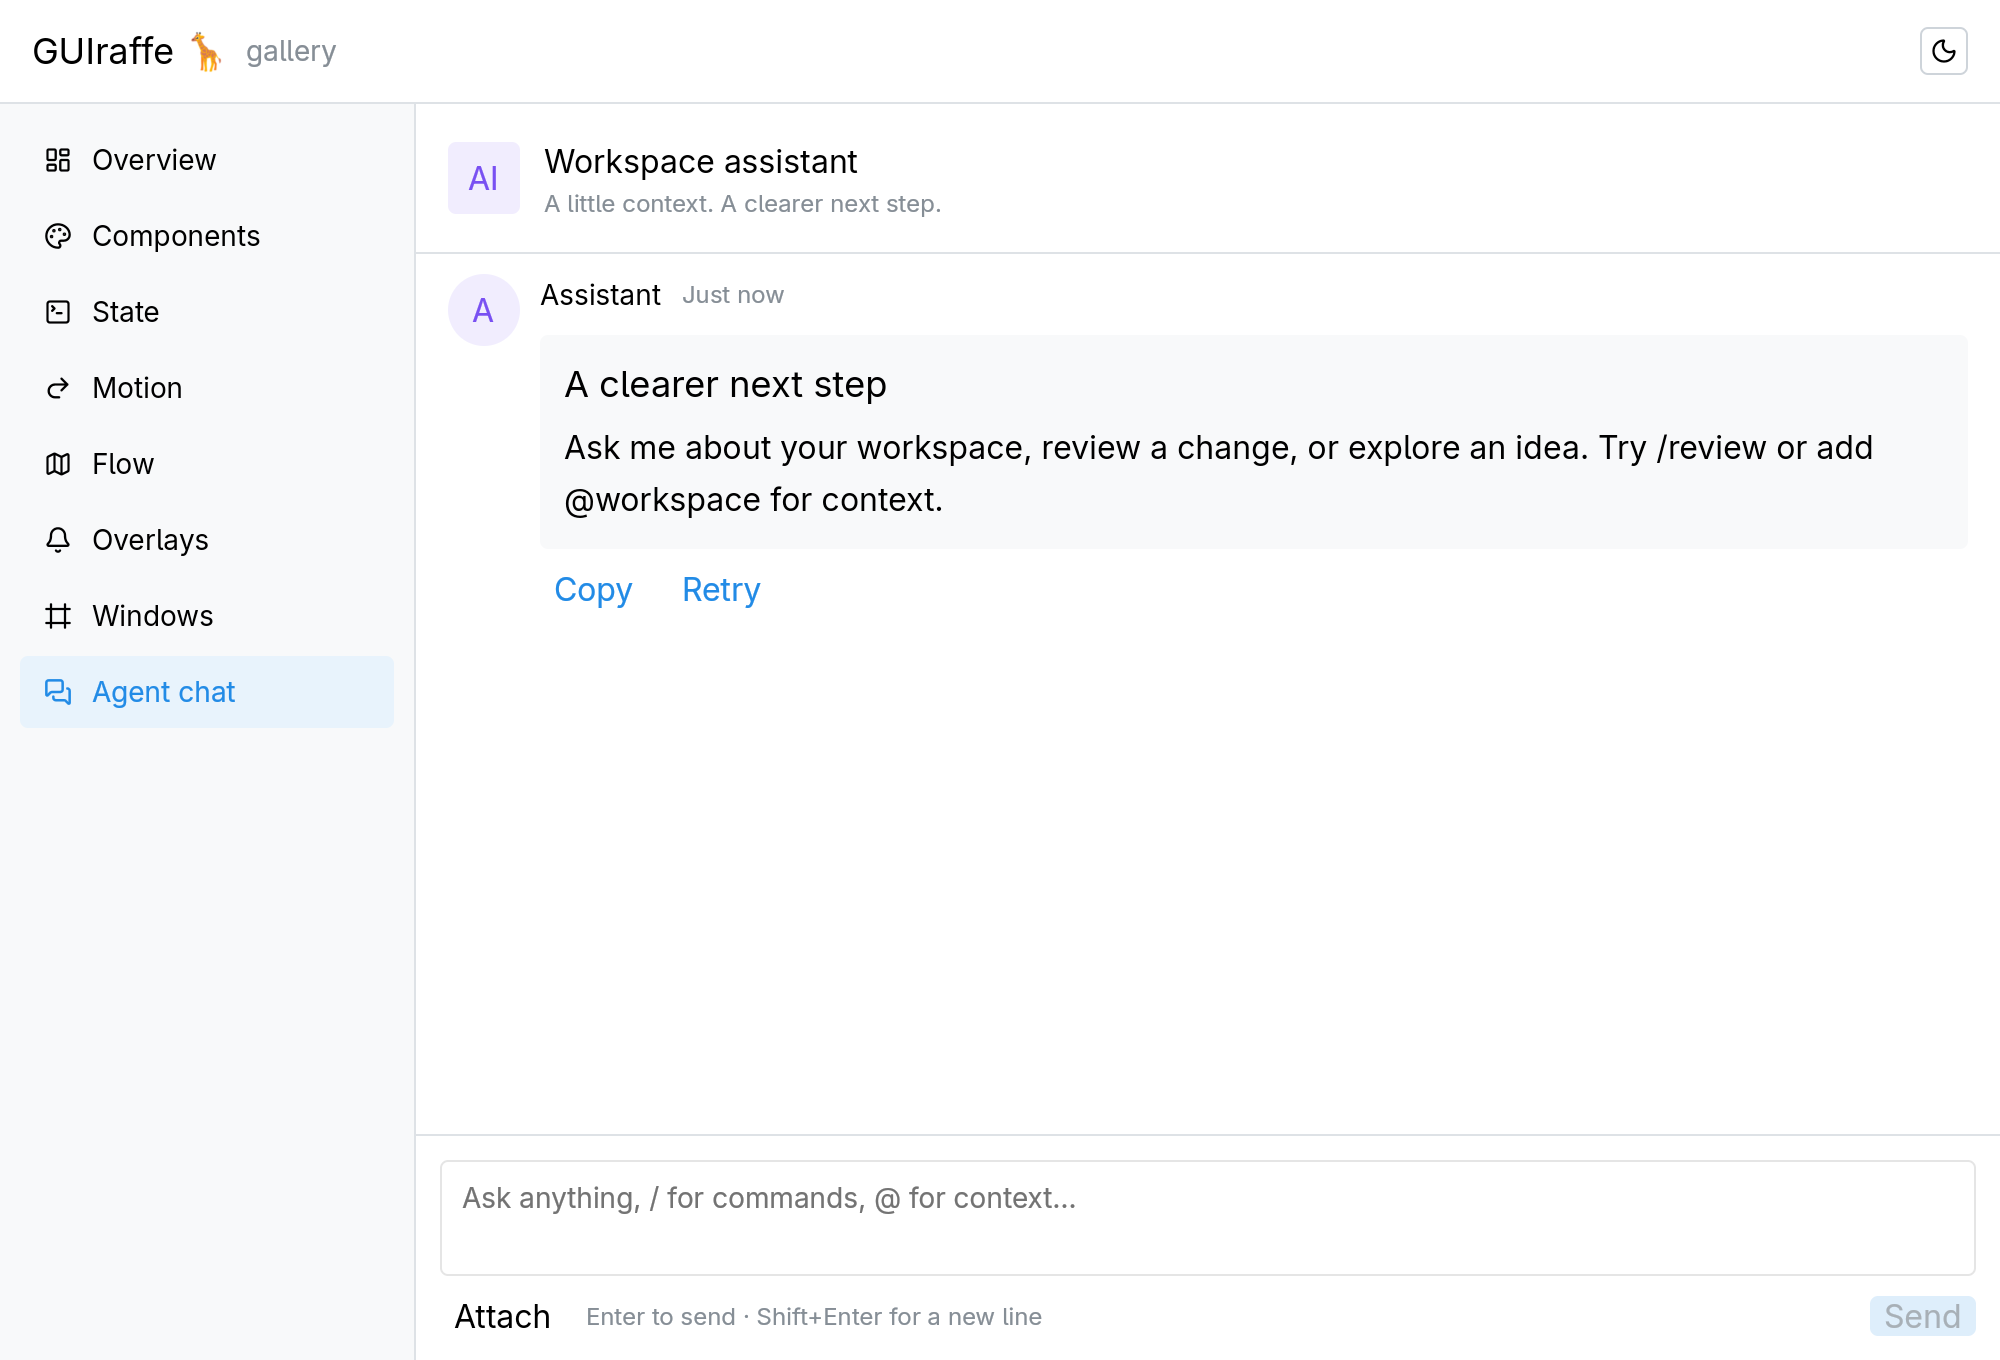 GUIraffe 🦒 gallery
Overview
Components
State
Motion
Flow
Overlays
Windows
Agent chat
AI
Workspace assistant
A little context. A clearer next step.
A
Assistant Just now
A clearer next step
Ask me about your workspace, review a change, or explore an idea. Try /review or add
@workspace for context.
Copy Retry
Ask anything, / for commands, @ for context...
Attach Enter to send · Shift+Enter for a new line Send